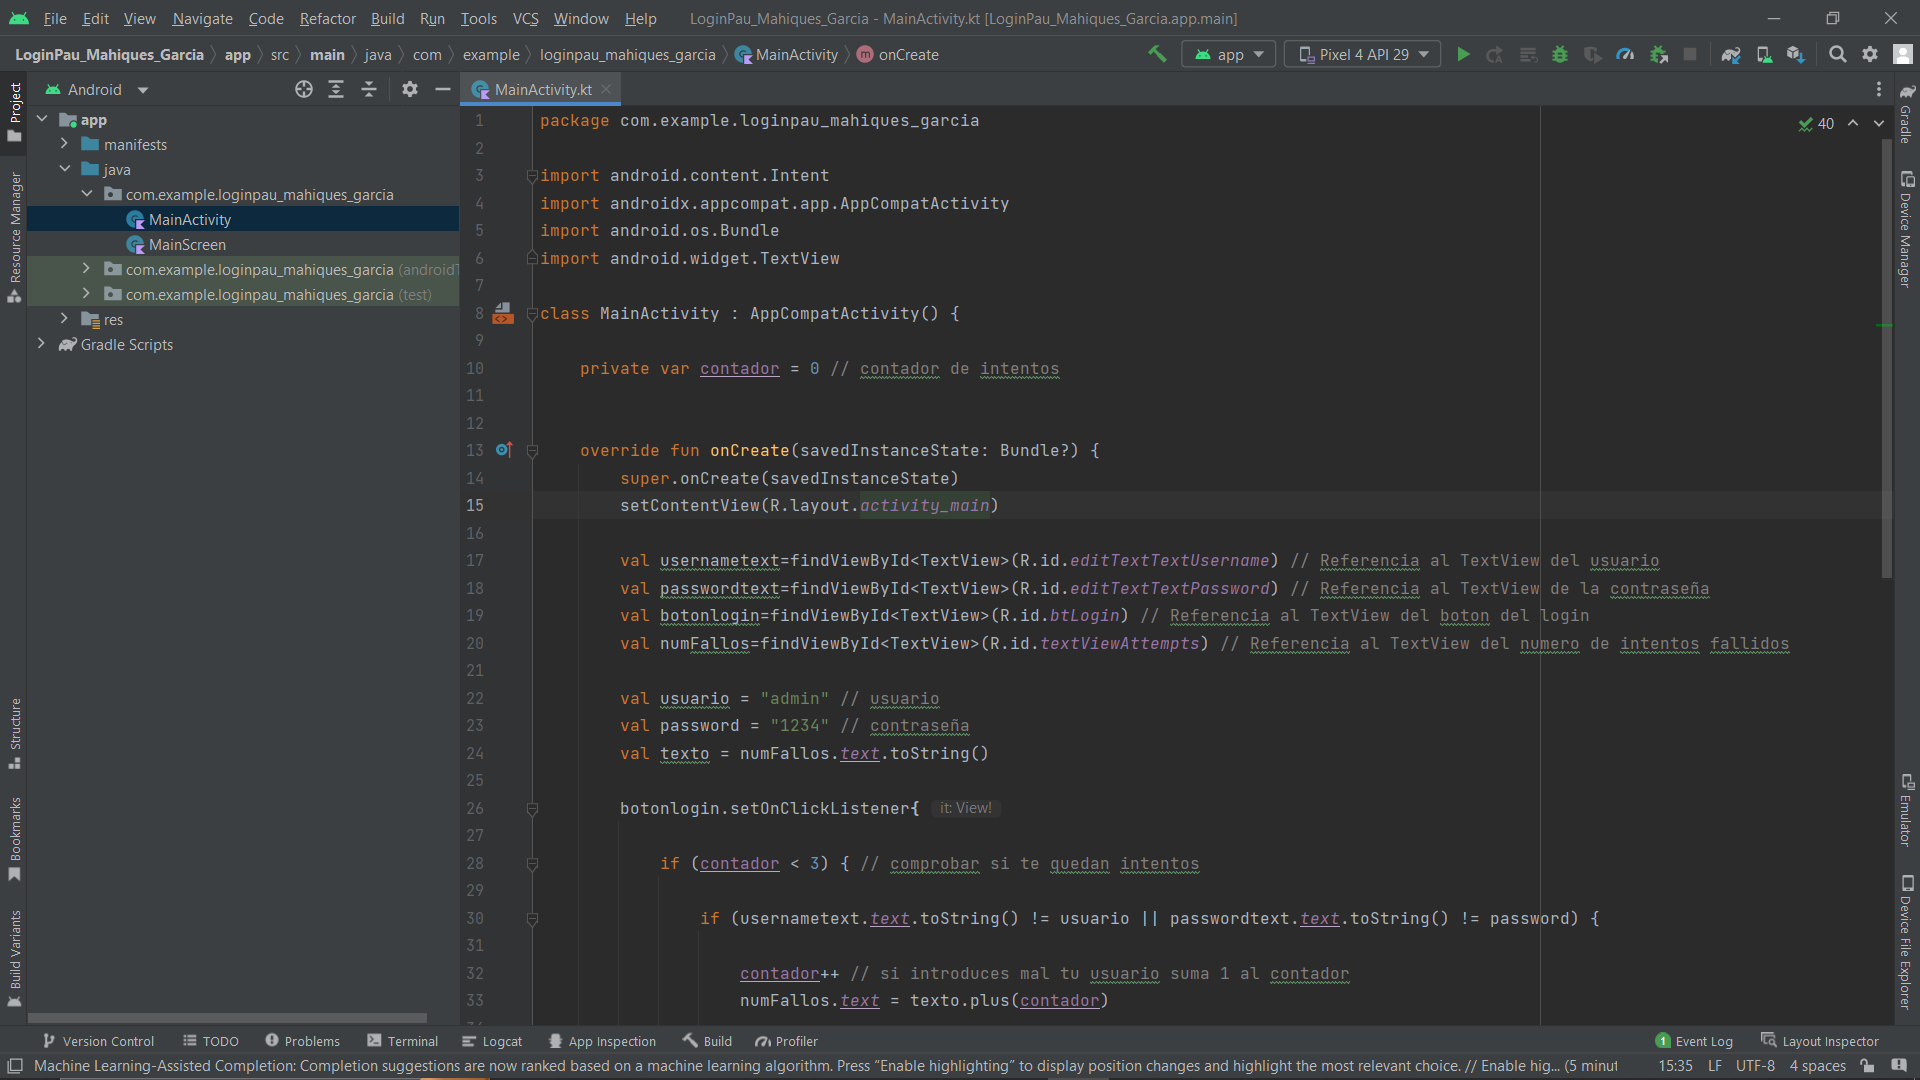 File Edit View Navigate Code Refactor Build Run Tools VCS Window Help LoginPau_Mahiques_Garcia - MainActivity.kt [LoginPau_Mahiques_Garcia.app.main]
LoginPau_Mahiques_Garcia app src main java com example loginpau_mahiques_garcia MainActivity onCreate app Pixel 4 API 29
Android
MainActivity.kt
Project
Resource Manager
Structure
Bookmarks
Build Variants
app
manifests
java
com.example.loginpau_mahiques_garcia
MainActivity
MainScreen
com.example.loginpau_mahiques_garcia (androidT
com.example.loginpau_mahiques_garcia (test)
res
Gradle Scripts
40
1 package com.example.loginpau_mahiques_garcia
2
3 import android.content.Intent
4 import androidx.appcompat.app.AppCompatActivity
5 import android.os.Bundle
6 import android.widget.TextView
7
8 class MainActivity : AppCompatActivity() {
9
10 private var contador = 0 // contador de intentos
11
12
13 override fun onCreate(savedInstanceState: Bundle?) {
14 super.onCreate(savedInstanceState)
15 setContentView(R.layout.activity_main)
16
17 val usernametext=findViewById<TextView>(R.id.editTextTextUsername) // Referencia al TextView del usuario
18 val passwordtext=findViewById<TextView>(R.id.editTextTextPassword) // Referencia al TextView de la contraseña
19 val botonlogin=findViewById<TextView>(R.id.btLogin) // Referencia al TextView del boton del login
20 val numFallos=findViewById<TextView>(R.id.textViewAttempts) // Referencia al TextView del numero de intentos fallidos
21
22 val usuario = "admin" // usuario
23 val password = "1234" // contraseña
24 val texto = numFallos.text.toString()
25
26 botonlogin.setOnClickListener{ it: View!
27
28 if (contador < 3) { // comprobar si te quedan intentos
29
30 if (usernametext.text.toString() != usuario || passwordtext.text.toString() != password) {
31
32 contador++ // si introduces mal tu usuario suma 1 al contador
33 numFallos.text = texto.plus(contador)
Gradle
Device Manager
Emulator
Device File Explorer
Version Control TODO Problems Terminal Logcat App Inspection Build Profiler 1 Event Log Layout Inspector
Machine Learning-Assisted Completion: Completion suggestions are now ranked based on a machine learning algorithm. Press “Enable highlighting” to display position changes and highlight the most relevant choice. // Enable hig... (5 minut 15:35 LF UTF-8 4 spaces